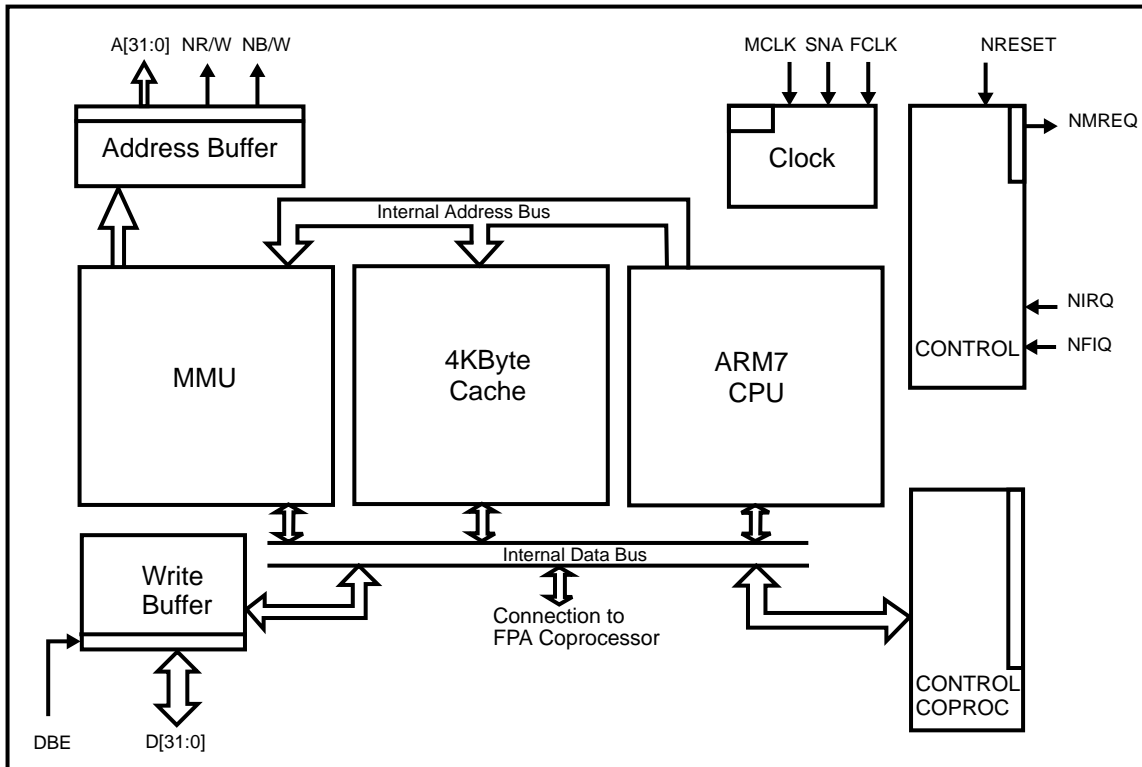 A[31:0] NR/W NB/W
MCLK SNA FCLK
NRESET
NMREQ
Address Buffer
Clock
Internal Address Bus
NIRQ
NFIQ
CONTROL
MMU
4KByte
Cache
ARM7
CPU
Internal Data Bus
Write
Buffer
Connection to
FPA Coprocessor
CONTROL
COPROC
DBE
D[31:0]